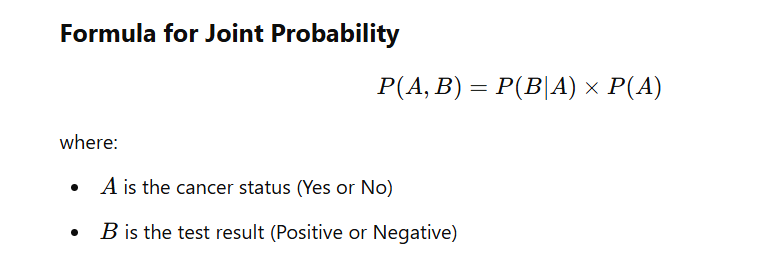 Formula for Joint Probability
P(A, B) = P(B|A) × P(A)
where:
• A is the cancer status (Yes or No)
• B is the test result (Positive or Negative)